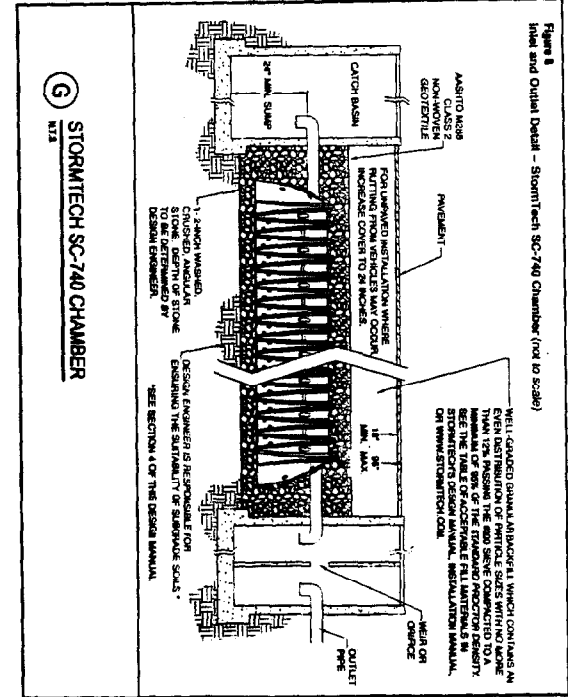 Figure 8
Inlet and Outlet Detail – StormTech SC-740 Chamber (not to scale)
AASHTO M288
CLASS 2
NON-WOVEN
GEOTEXTILE
CATCH BASIN
24" MIN. SUMP
PAVEMENT
FOR UNPAVED INSTALLATION WHERE
RUTTING FROM VEHICLES MAY OCCUR,
INCREASE COVER TO 24 INCHES.
WELL-GRADED GRANULAR BACKFILL WHICH CONTAINS AN
EVEN DISTRIBUTION OF PARTICLE SIZES WITH NO MORE
THAN 12% PASSING THE #200 SIEVE COMPACTED TO A
MINIMUM OF 95% OF THE STANDARD PROCTOR DENSITY.
SEE THE TABLE OF ACCEPTABLE FILL MATERIALS IN
STORMTECH'S DESIGN MANUAL, INSTALLATION MANUAL,
OR WWW.STORMTECH.COM.
18" 96"
MIN. MAX.
WEIR OR
ORIFICE
OUTLET
PIPE
1 - 2-INCH WASHED,
CRUSHED, ANGULAR
STONE. DEPTH OF STONE
TO BE DETERMINED BY
DESIGN ENGINEER.
DESIGN ENGINEER IS RESPONSIBLE FOR
ENSURING THE SUITABILITY OF SUBGRADE SOILS *
*SEE SECTION 4 OF THIS DESIGN MANUAL
G
STORMTECH SC-740 CHAMBER
N.T.S